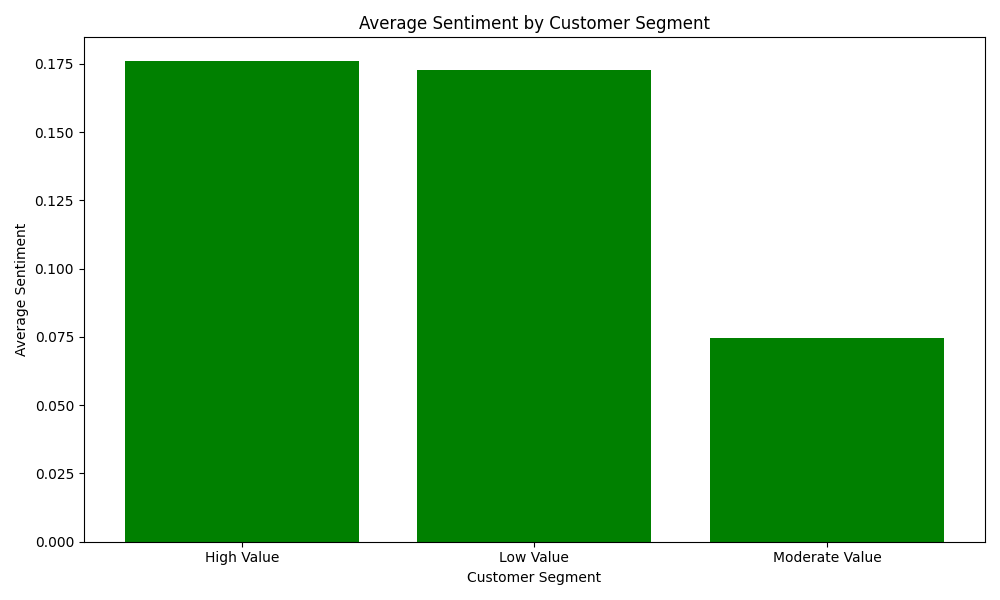 Average Sentiment by Customer Segment
Average Sentiment
0.175
0.150
0.125
0.100
0.075
0.050
0.025
0.000
High Value
Low Value
Moderate Value
Customer Segment